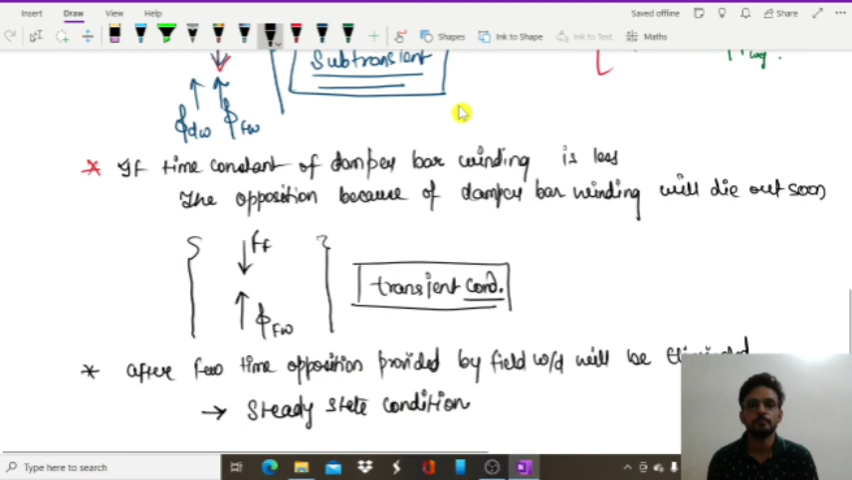 Insert Draw View History Help Saved offline Share
Shapes Ink to Shape Ink to Text Maths
Subtransient
ϕdw ϕFw
* If time constant of damper bar winding is less
The opposition because of damper bar winding will die out soon
Ff
transient cond.
ϕFw
* after few time opposition provided by field w/d will be
→ Steady state condition
Type here to search